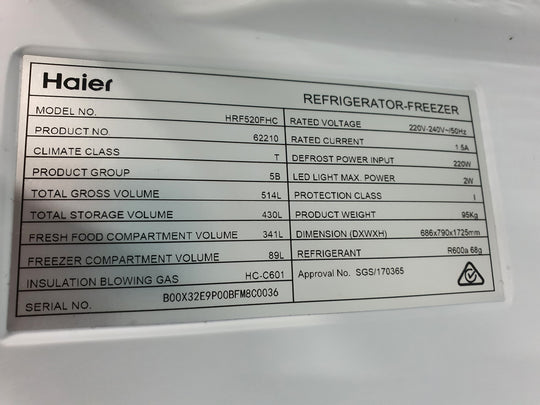 Haier
REFRIGERATOR-FREEZER
MODEL NO. HRF520FHC
PRODUCT NO. 62210
CLIMATE CLASS T
PRODUCT GROUP 5B
TOTAL GROSS VOLUME 514L
TOTAL STORAGE VOLUME 430L
FRESH FOOD COMPARTMENT VOLUME 341L
FREEZER COMPARTMENT VOLUME 89L
INSULATION BLOWING GAS HC-C601
SERIAL NO. B00X32E9P00BFM8C0036
RATED VOLTAGE 220V-240V~/50Hz
RATED CURRENT 1.5A
DEFROST POWER INPUT 220W
LED LIGHT MAX. POWER 2W
PROTECTION CLASS I
PRODUCT WEIGHT 95Kg
DIMENSION (DXWXH) 686x790x1725mm
REFRIGERANT R600a 68g
Approval No. SGS/170365